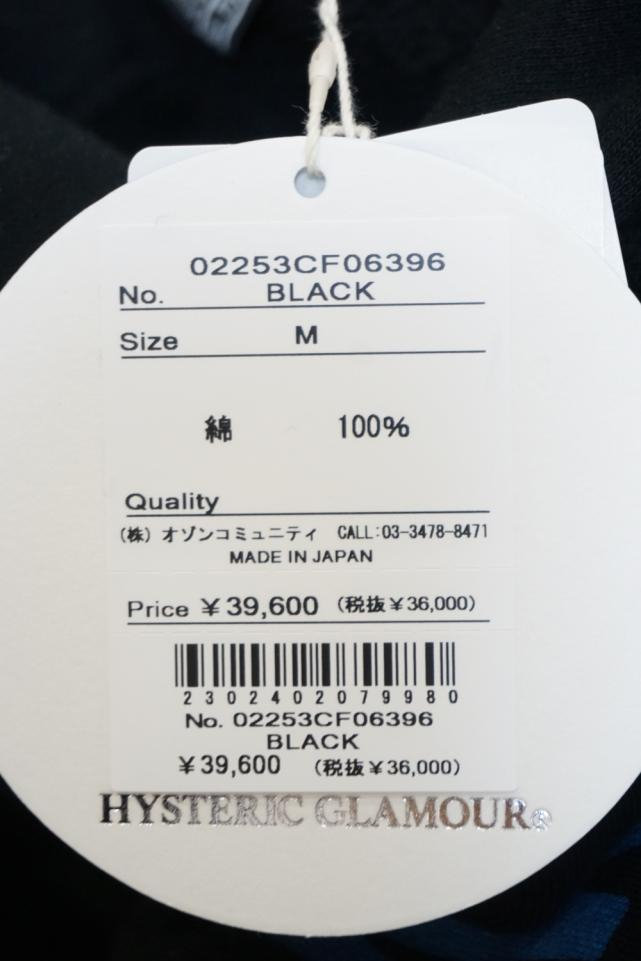 02253CF06396
No. BLACK
Size M
綿 100%
Quality
(株) オゾンコミュニティ CALL:03-3478-8471
MADE IN JAPAN
Price ¥39,600 (税抜¥36,000)
2302402079980
No. 02253CF06396
BLACK
¥39,600 (税抜¥36,000)
HYSTERIC GLAMOUR®